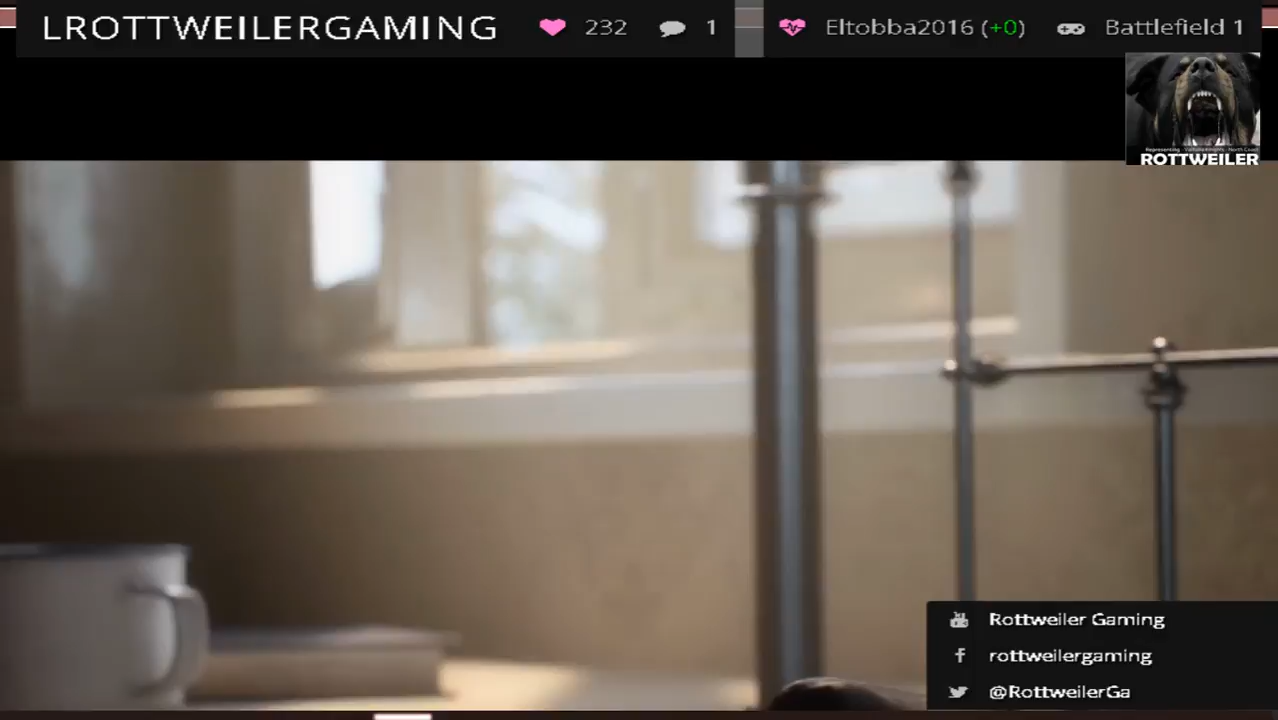 LROTTWEILERGAMING 232 1 Eltobba2016 (+0) Battlefield 1
ROTTWEILER
Rottweiler Gaming
rottweilergaming
@RottweilerGa